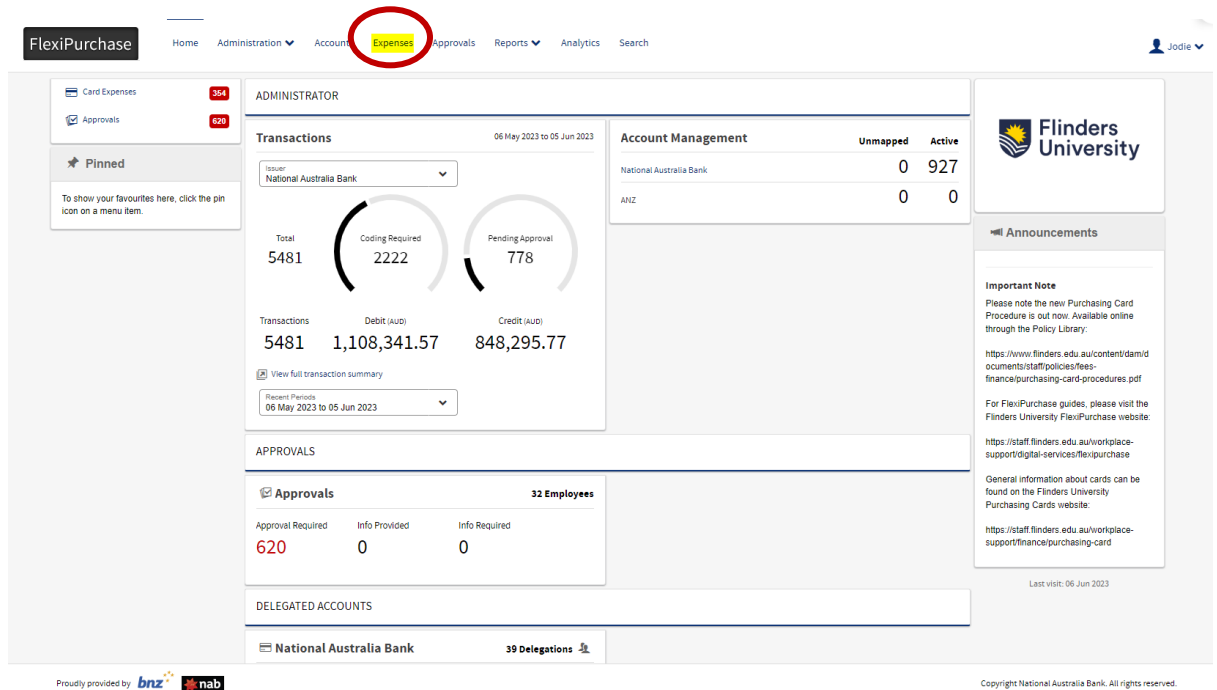 FlexiPurchase
Home Administration Account Expenses Approvals Reports Analytics Search
Jodie
Card Expenses 354
Approvals 620
Pinned
To show your favourites here, click the pin
icon on a menu item.
ADMINISTRATOR
Transactions 06 May 2023 to 05 Jun 2023
Issuer
National Australia Bank
Total
5481
Coding Required
2222
Pending Approval
778
Transactions
5481
Debit (AUD)
1,108,341.57
Credit (AUD)
848,295.77
View full transaction summary
Recent Periods
06 May 2023 to 05 Jun 2023
Account Management Unmapped Active
National Australia Bank 0 927
ANZ 0 0
APPROVALS
Approvals 32 Employees
Approval Required Info Provided Info Required
620 0 0
DELEGATED ACCOUNTS
National Australia Bank 39 Delegations
Flinders
University
Announcements
Important Note
Please note the new Purchasing Card
Procedure is out now. Available online
through the Policy Library:
https://www.flinders.edu.au/content/dam/d
ocuments/staff/policies/fees-
finance/purchasing-card-procedures.pdf
For FlexiPurchase guides, please visit the
Flinders University FlexiPurchase website:
https://staff.flinders.edu.au/workplace-
support/digital-services/flexipurchase
General information about cards can be
found on the Flinders University
Purchasing Cards website:
https://staff.flinders.edu.au/workplace-
support/finance/purchasing-card
Last visit: 06 Jun 2023
Proudly provided by bnz nab
Copyright National Australia Bank. All rights reserved.